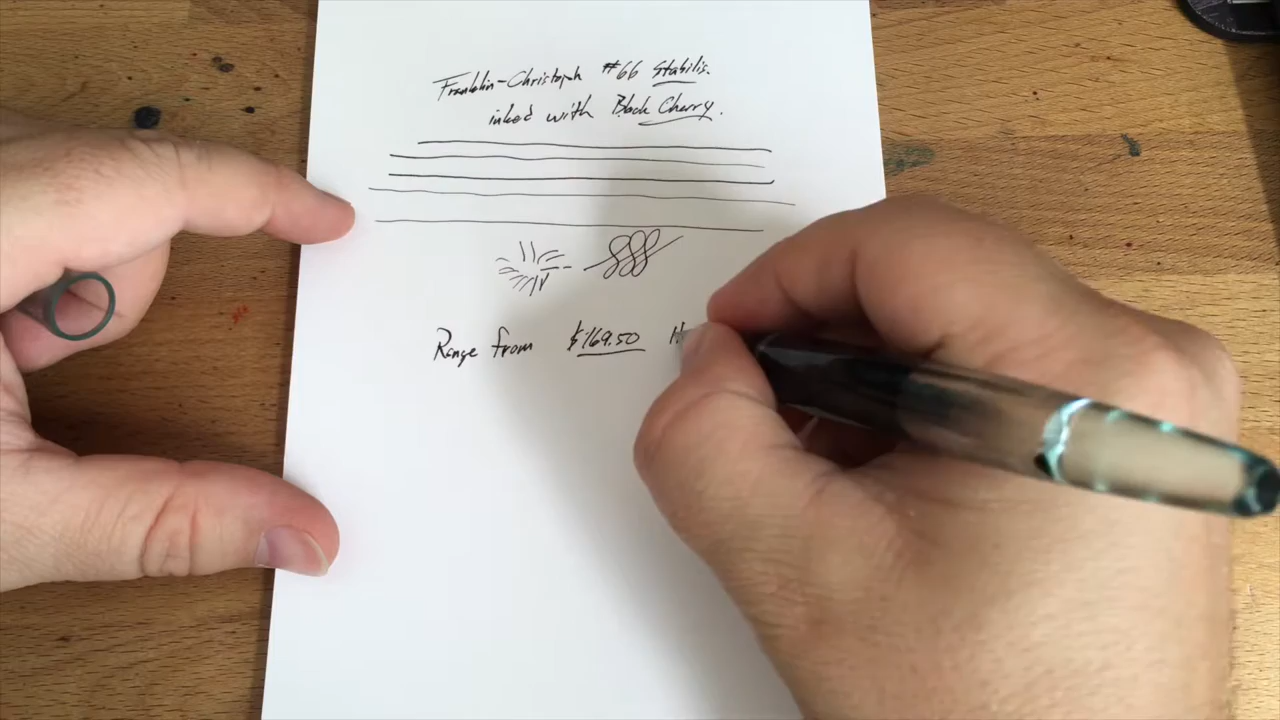 Franklin-Christoph #66 Stabilis.
inked with Black Cherry.
Range from $169.50